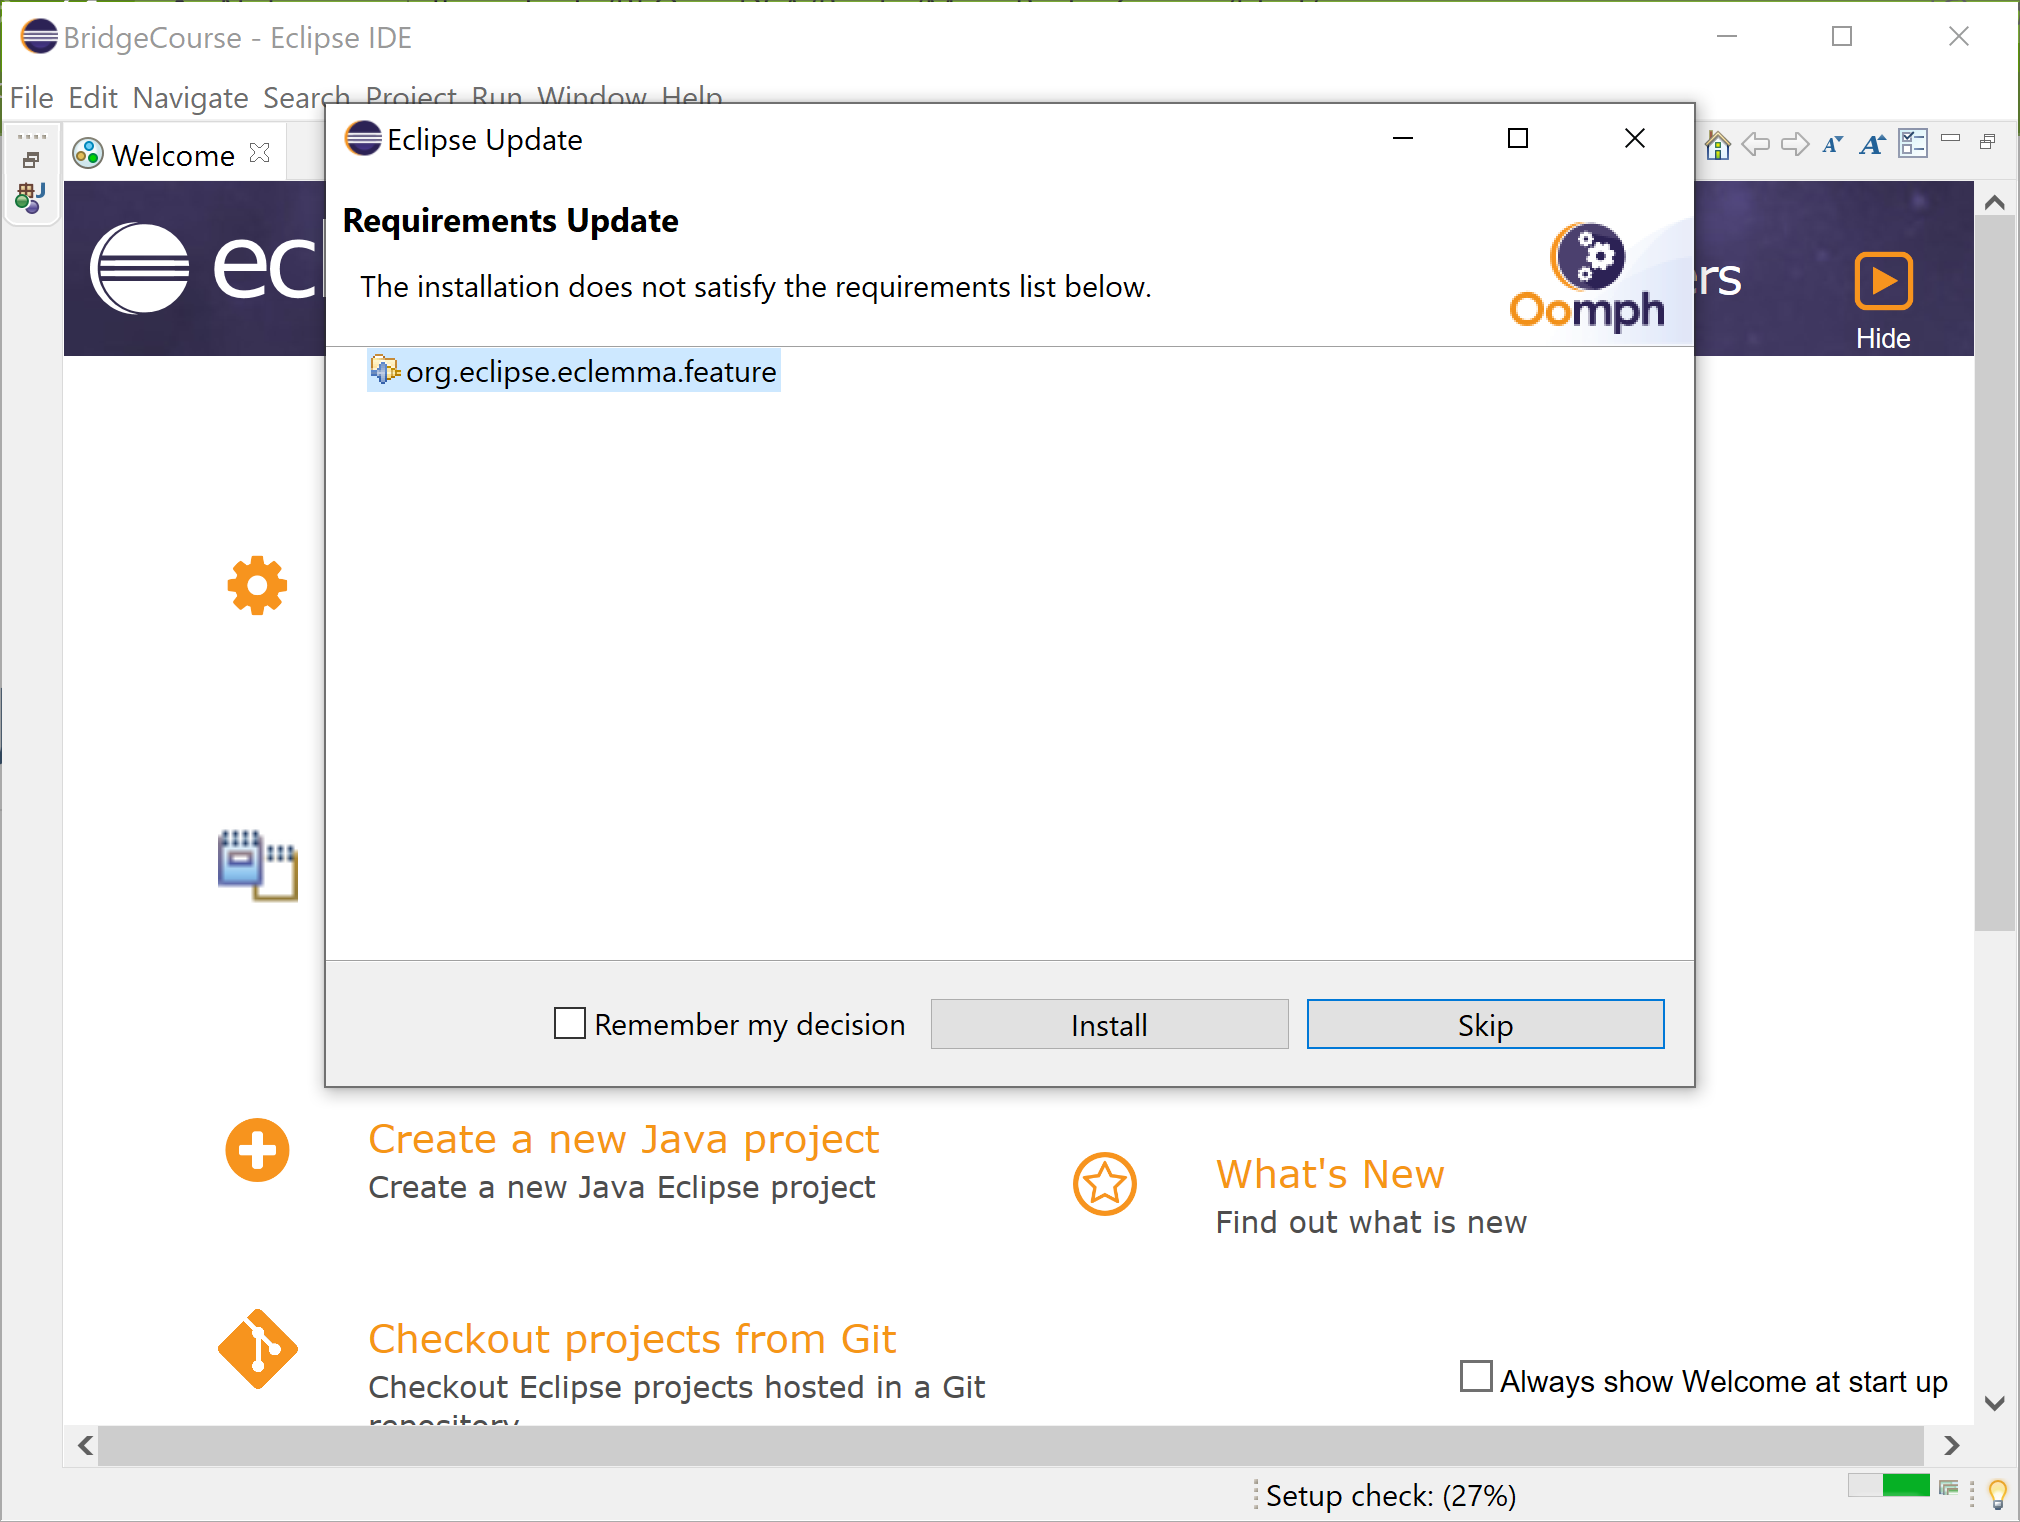 BridgeCourse - Eclipse IDE
File Edit Navigate Search Project Run Window Help
Welcome
Eclipse Update
Requirements Update
The installation does not satisfy the requirements list below.
Oomph
Hide
org.eclipse.eclemma.feature
Remember my decision
Install
Skip
Create a new Java project
Create a new Java Eclipse project
What's New
Find out what is new
Checkout projects from Git
Checkout Eclipse projects hosted in a Git
repository
Always show Welcome at start up
Setup check: (27%)